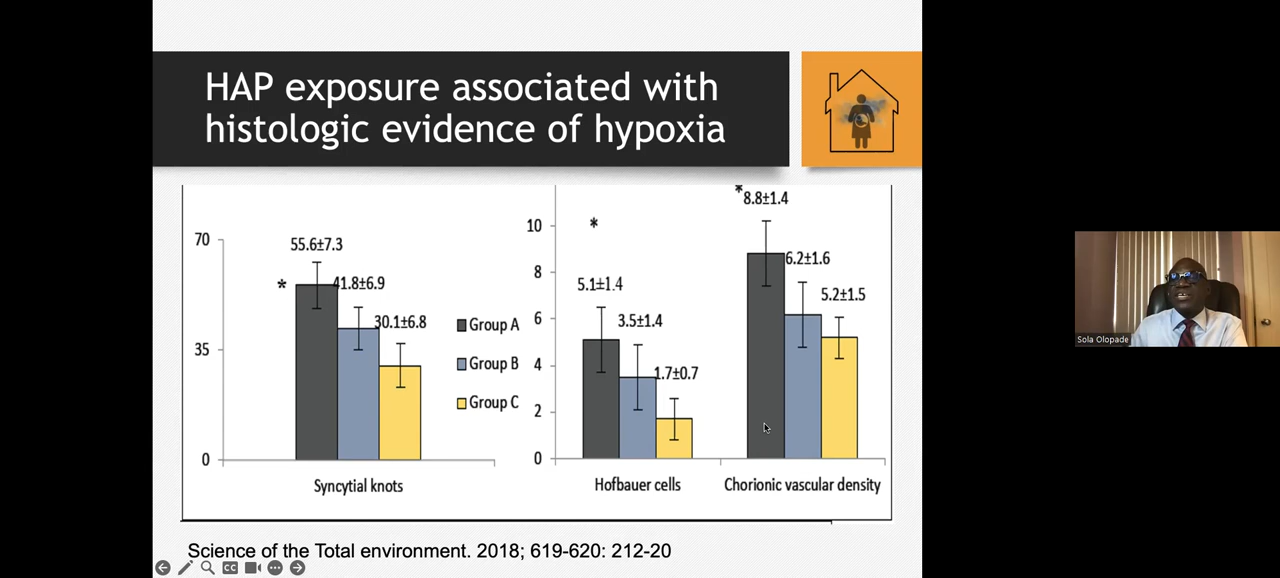 HAP exposure associated with
histologic evidence of hypoxia
70
35
0
55.6±7.3
*
41.8±6.9
30.1±6.8
Syncytial knots
Group A
Group B
Group C
10
8
6
4
2
0
*
5.1±1.4
3.5±1.4
1.7±0.7
Hofbauer cells
*
8.8±1.4
6.2±1.6
5.2±1.5
Chorionic vascular density
Science of the Total environment. 2018; 619-620: 212-20
CC
Sola Olopade